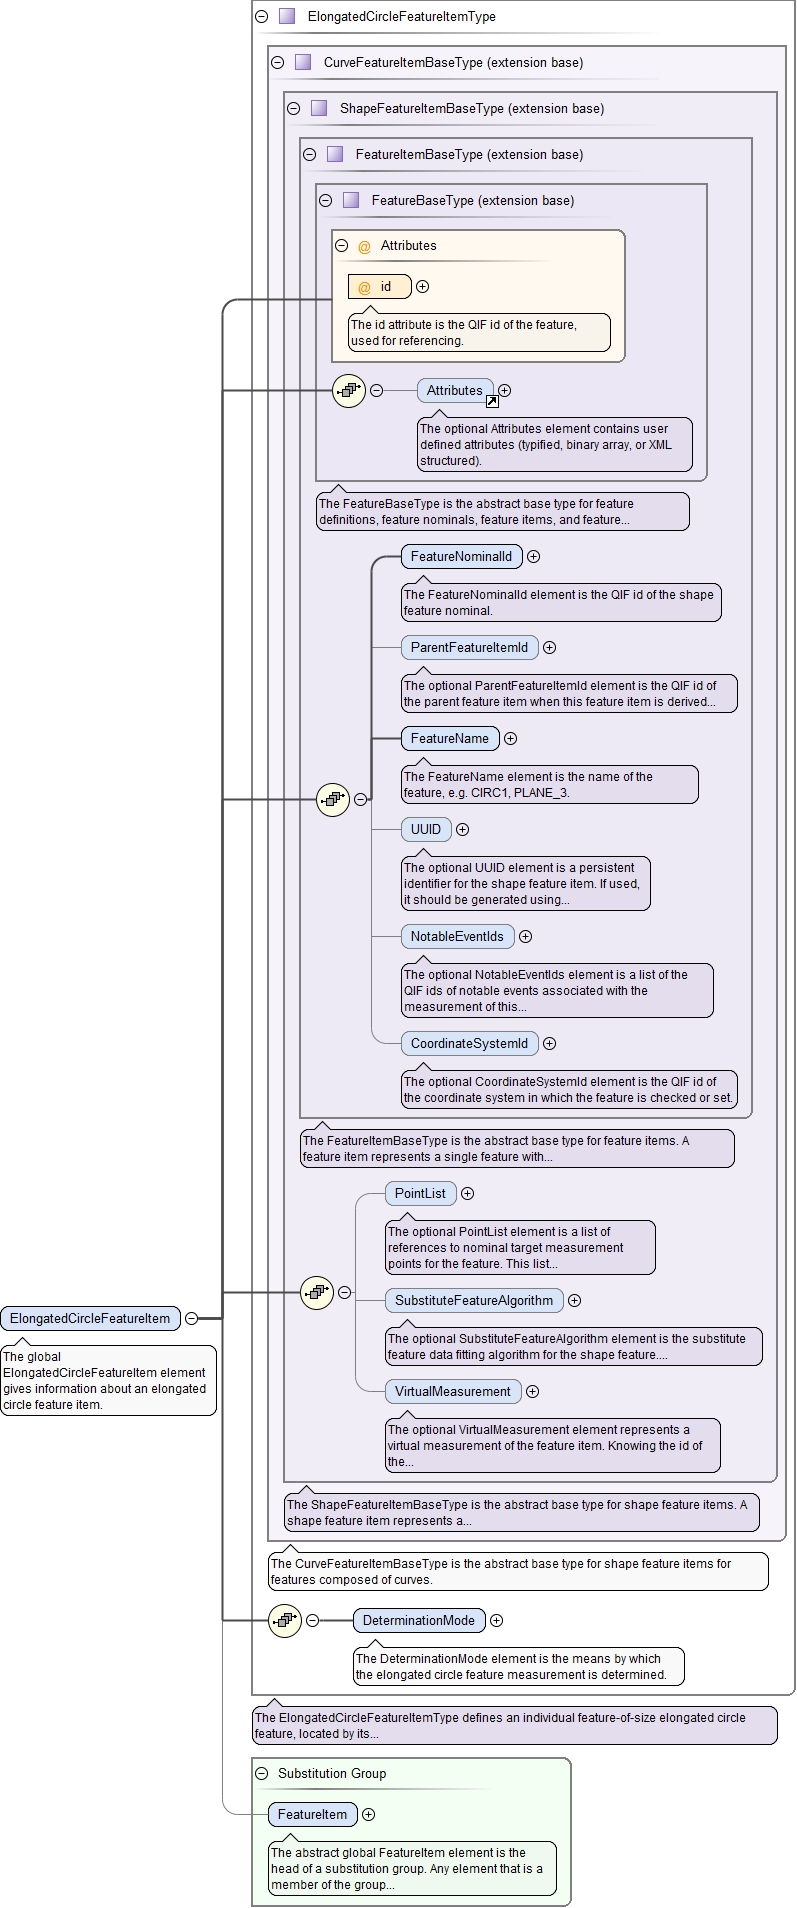 ElongatedCircleFeatureItemType
CurveFeatureItemBaseType (extension base)
ShapeFeatureItemBaseType (extension base)
FeatureItemBaseType (extension base)
FeatureBaseType (extension base)
@ Attributes
@ id
The id attribute is the QIF id of the feature,
used for referencing.
Attributes
The optional Attributes element contains user
defined attributes (typified, binary array, or XML
structured).
The FeatureBaseType is the abstract base type for feature
definitions, feature nominals, feature items, and feature...
FeatureNominalId
The FeatureNominalId element is the QIF id of the shape
feature nominal.
ParentFeatureItemId
The optional ParentFeatureItemId element is the QIF id of
the parent feature item when this feature item is derived...
FeatureName
The FeatureName element is the name of the
feature, e.g. CIRC1, PLANE_3.
UUID
The optional UUID element is a persistent
identifier for the shape feature item. If used,
it should be generated using...
NotableEventIds
The optional NotableEventIds element is a list of the
QIF ids of notable events associated with the
measurement of this...
CoordinateSystemId
The optional CoordinateSystemId element is the QIF id of
the coordinate system in which the feature is checked or set.
The FeatureItemBaseType is the abstract base type for feature items. A
feature item represents a single feature with...
PointList
The optional PointList element is a list of
references to nominal target measurement
points for the feature. This list...
SubstituteFeatureAlgorithm
The optional SubstituteFeatureAlgorithm element is the substitute
feature data fitting algorithm for the shape feature....
VirtualMeasurement
The optional VirtualMeasurement element represents a
virtual measurement of the feature item. Knowing the id of
the...
ElongatedCircleFeatureItem
The global
ElongatedCircleFeatureItem element
gives information about an elongated
circle feature item.
The ShapeFeatureItemBaseType is the abstract base type for shape feature items. A
shape feature item represents a...
The CurveFeatureItemBaseType is the abstract base type for shape feature items for
features composed of curves.
DeterminationMode
The DeterminationMode element is the means by which
the elongated circle feature measurement is determined.
The ElongatedCircleFeatureItemType defines an individual feature-of-size elongated circle
feature, located by its...
Substitution Group
FeatureItem
The abstract global FeatureItem element is the
head of a substitution group. Any element that is a
member of the group...